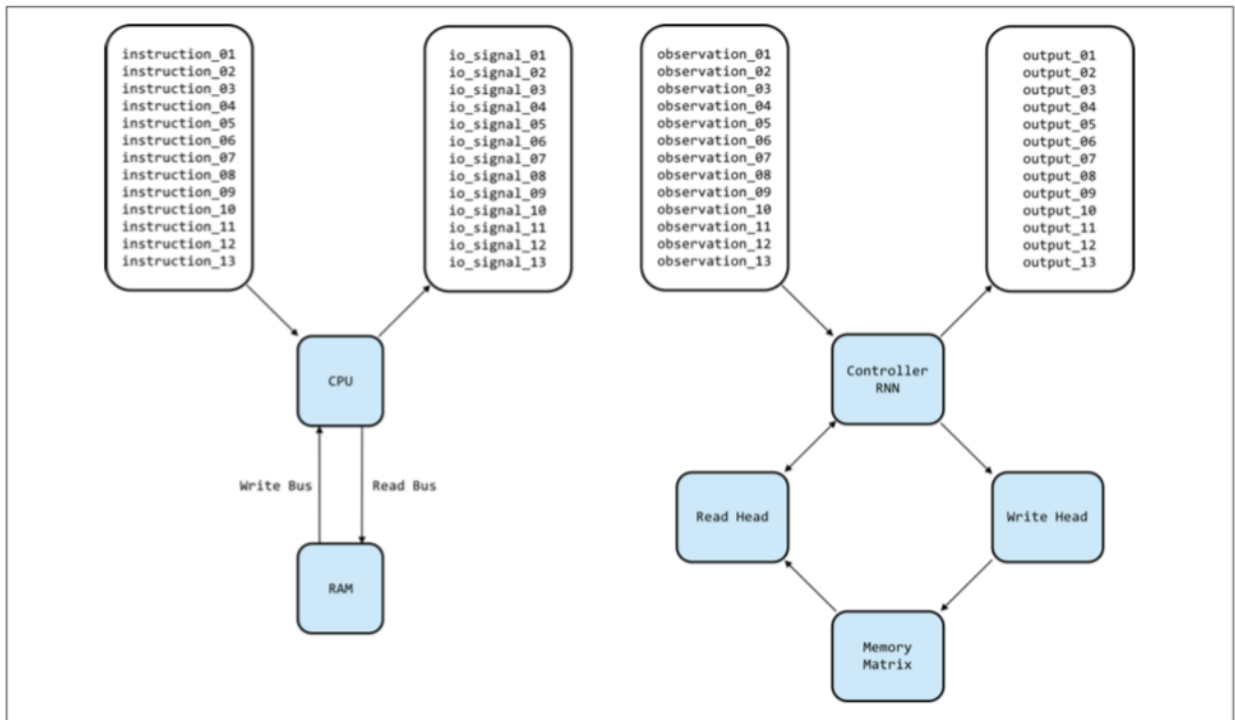 instruction_01
instruction_02
instruction_03
instruction_04
instruction_05
instruction_06
instruction_07
instruction_08
instruction_09
instruction_10
instruction_11
instruction_12
instruction_13
io_signal_01
io_signal_02
io_signal_03
io_signal_04
io_signal_05
io_signal_06
io_signal_07
io_signal_08
io_signal_09
io_signal_10
io_signal_11
io_signal_12
io_signal_13
CPU
Write Bus
Read Bus
RAM
observation_01
observation_02
observation_03
observation_04
observation_05
observation_06
observation_07
observation_08
observation_09
observation_10
observation_11
observation_12
observation_13
output_01
output_02
output_03
output_04
output_05
output_06
output_07
output_08
output_09
output_10
output_11
output_12
output_13
Controller
RNN
Read Head
Write Head
Memory
Matrix